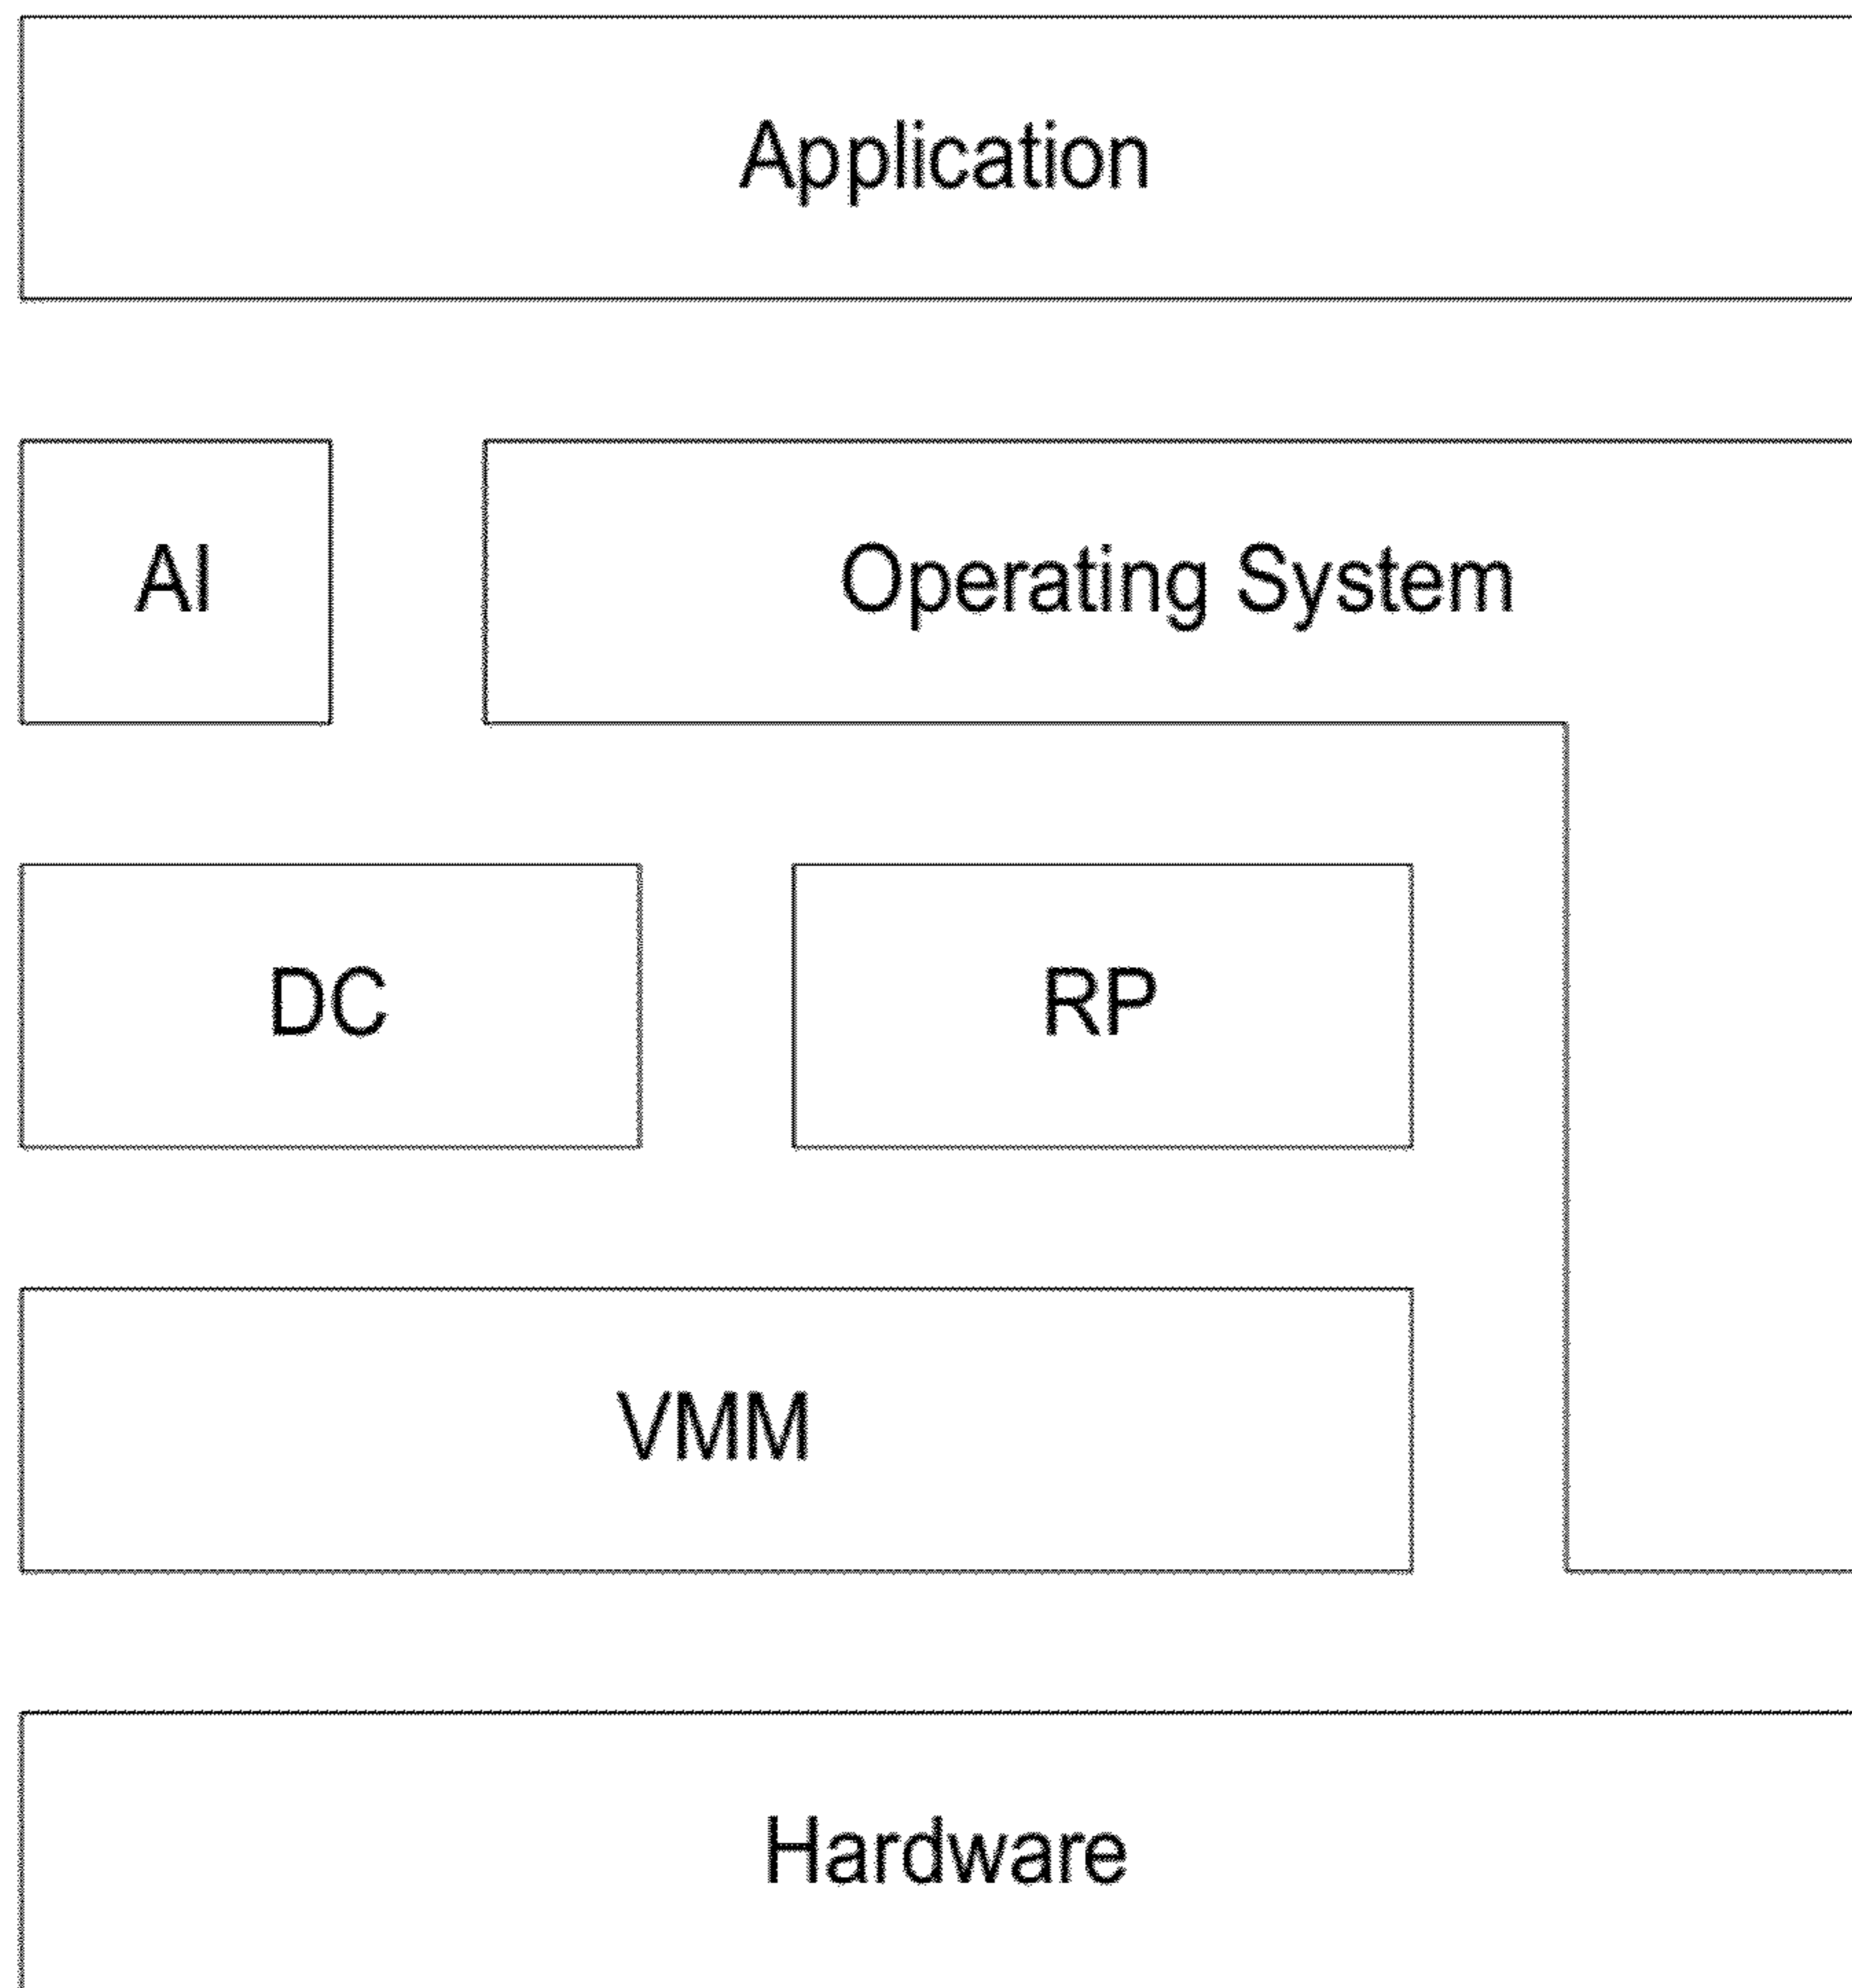 Application
AI
Operating System
DC
RP
VMM
Hardware